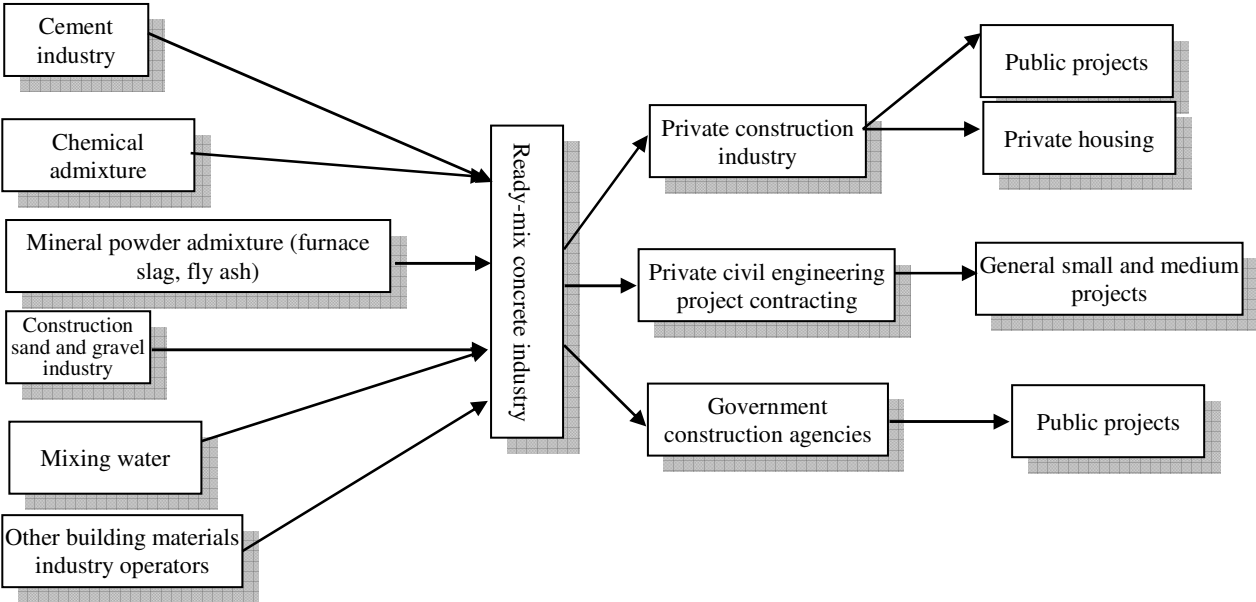 Cement
industry
Chemical
admixture
Mineral powder admixture (furnace
slag, fly ash)
Construction
sand and gravel
industry
Mixing water
Other building materials
industry operators
Ready-mix concrete industry
Private construction
industry
Private civil engineering
project contracting
Government
construction agencies
Public projects
Private housing
General small and medium
projects
Public projects